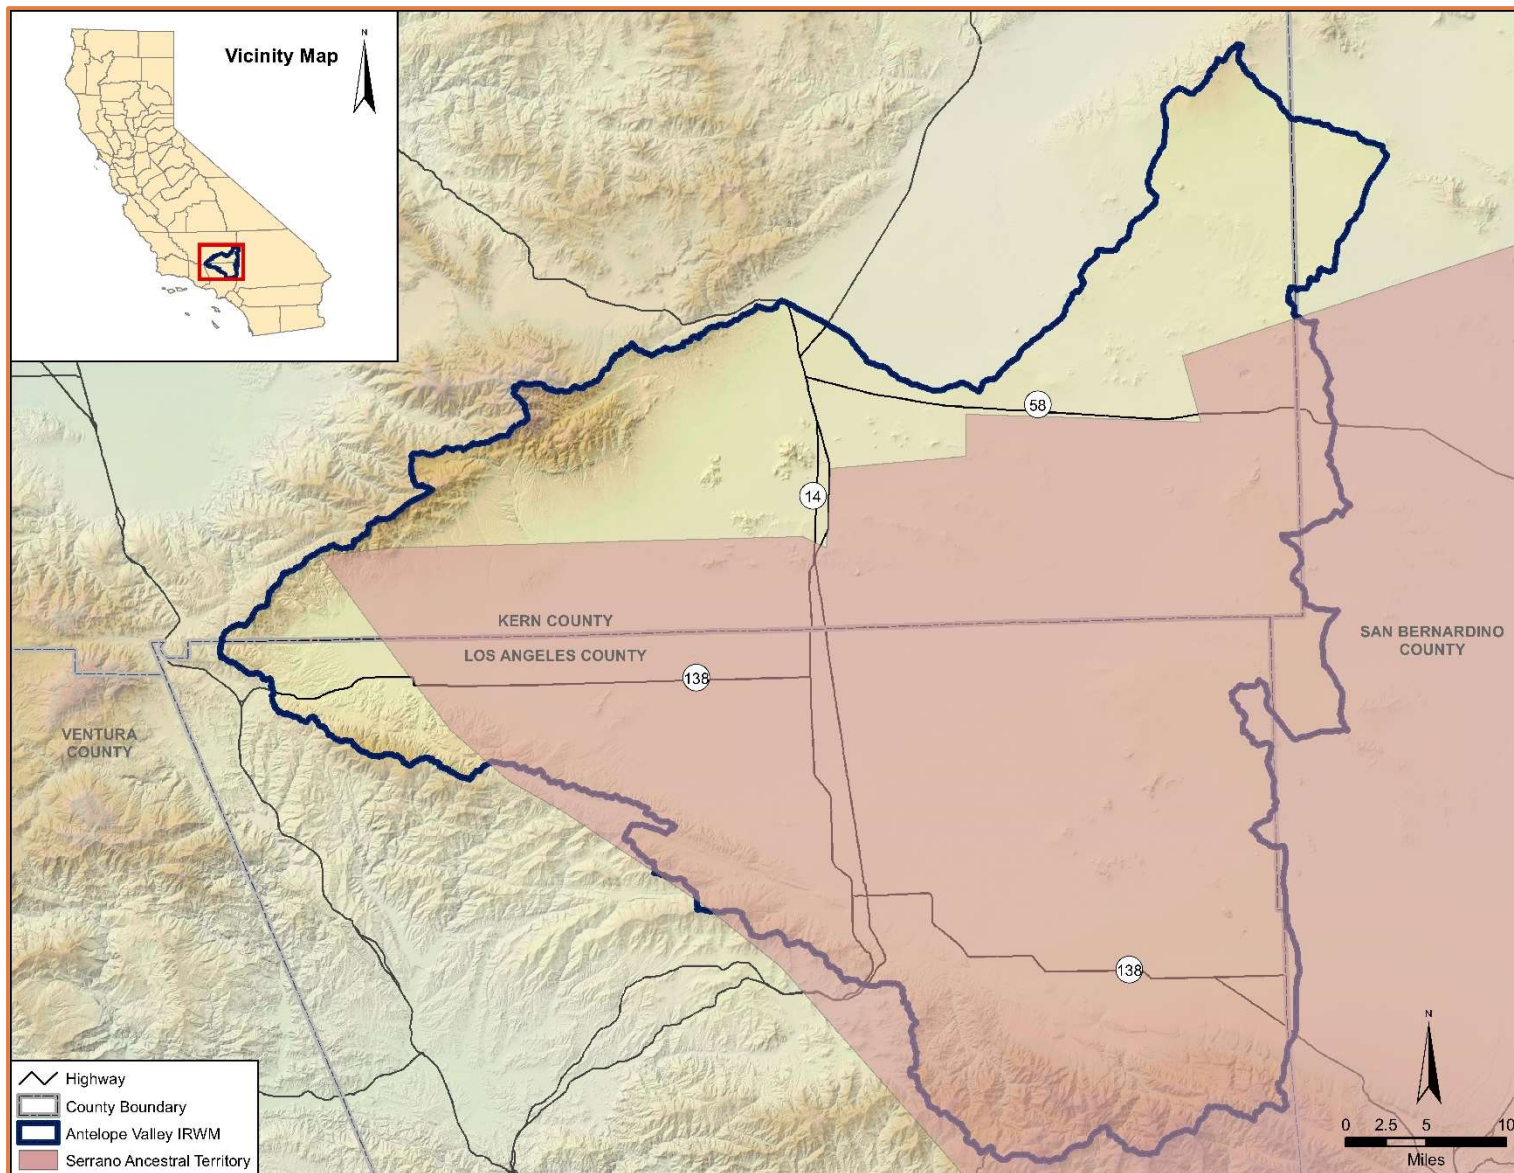 Vicinity Map
N
58
14
KERN COUNTY
LOS ANGELES COUNTY
SAN BERNARDINO
COUNTY
138
VENTURA
COUNTY
138
N
Highway
County Boundary
Antelope Valley IRWM
Serrano Ancestral Territory
0 2.5 5 10
Miles